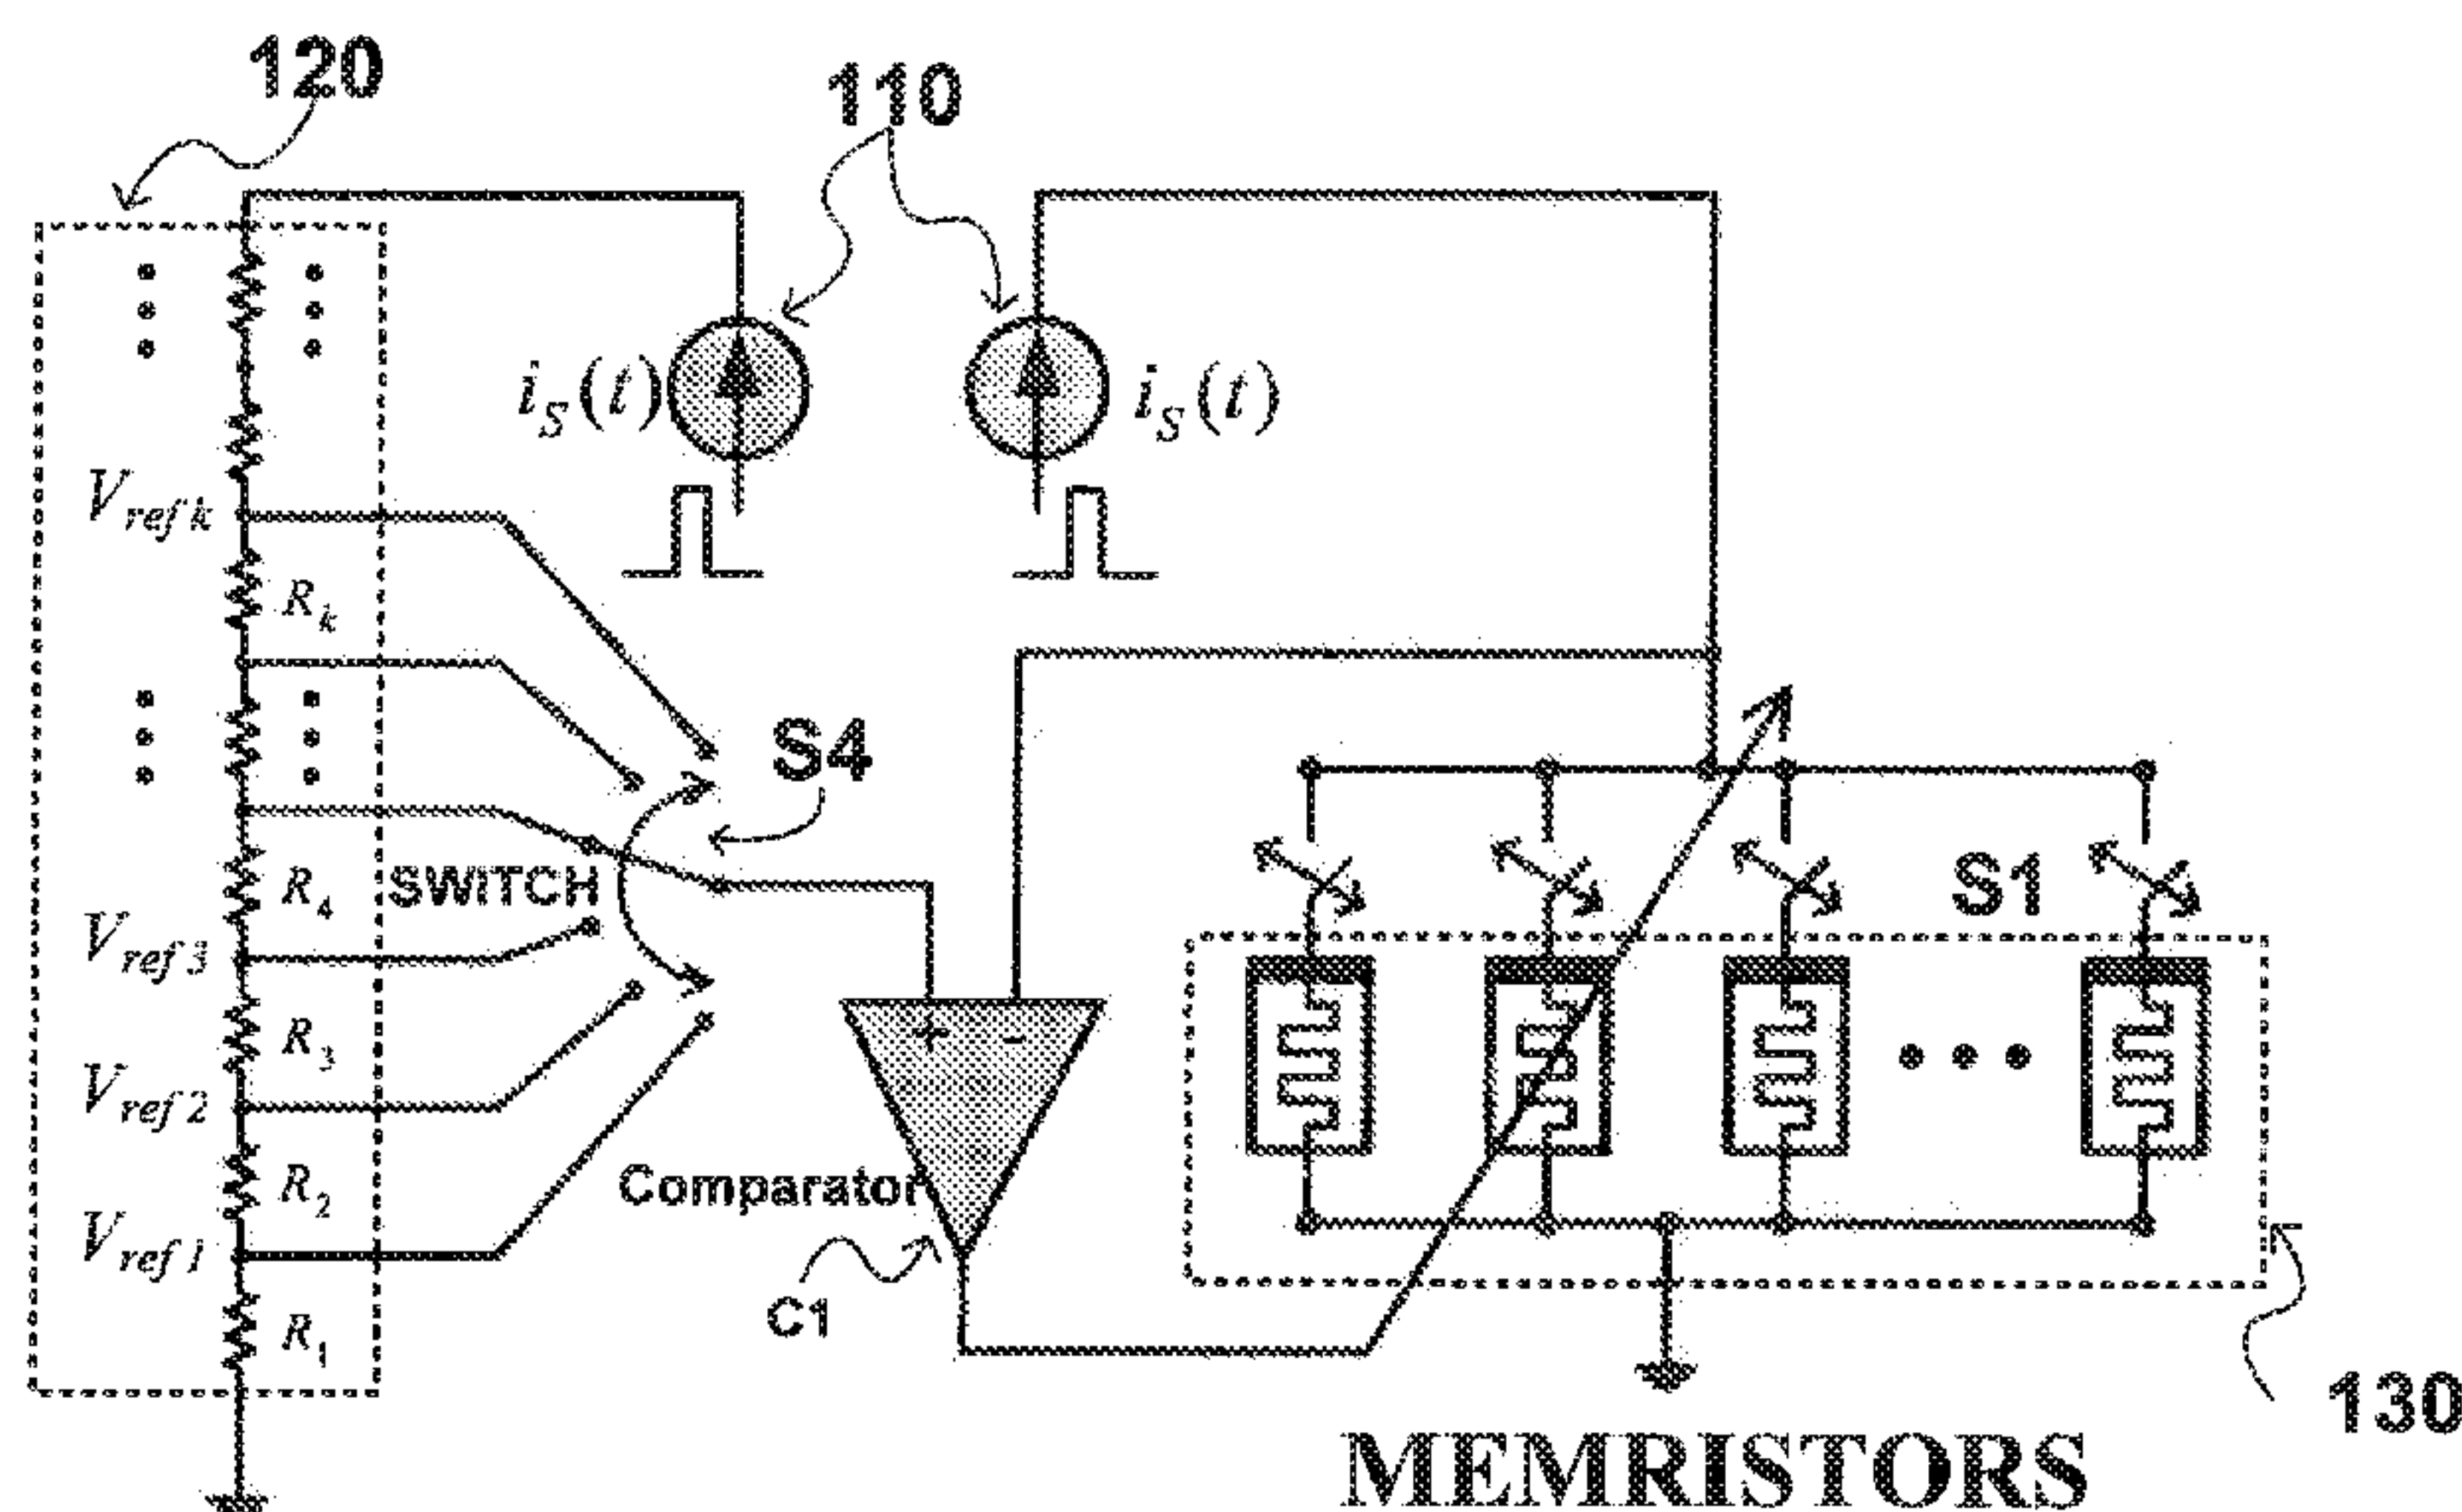 120
110
i_S(t)
i_S(t)
V_ref k
R_k
S4
R_4
SWITCH
S1
V_ref 3
R_3
+ -
V_ref 2
Comparator
R_2
V_ref 1
C1
R_1
130
MEMRISTORS